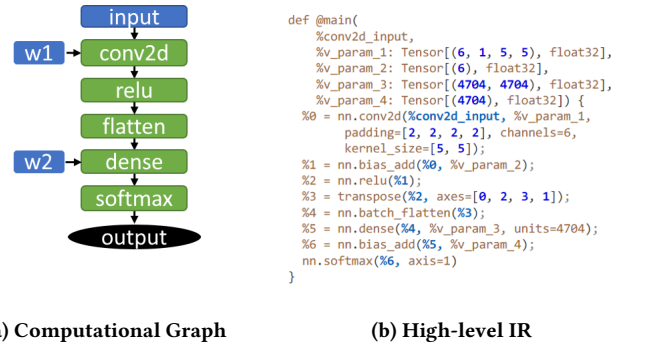 input
w1
conv2d
relu
flatten
w2
dense
softmax
output
) Computational Graph
def @main(
%conv2d_input,
%v_param_1: Tensor[(6, 1, 5, 5), float32],
%v_param_2: Tensor[(6), float32],
%v_param_3: Tensor[(4704, 4704), float32],
%v_param_4: Tensor[(4704), float32]) {
%0 = nn.conv2d(%conv2d_input, %v_param_1,
padding=[2, 2, 2, 2], channels=6,
kernel_size=[5, 5]);
%1 = nn.bias_add(%0, %v_param_2);
%2 = nn.relu(%1);
%3 = transpose(%2, axes=[0, 2, 3, 1]);
%4 = nn.batch_flatten(%3);
%5 = nn.dense(%4, %v_param_3, units=4704);
%6 = nn.bias_add(%5, %v_param_4);
nn.softmax(%6, axis=1)
}
(b) High-level IR